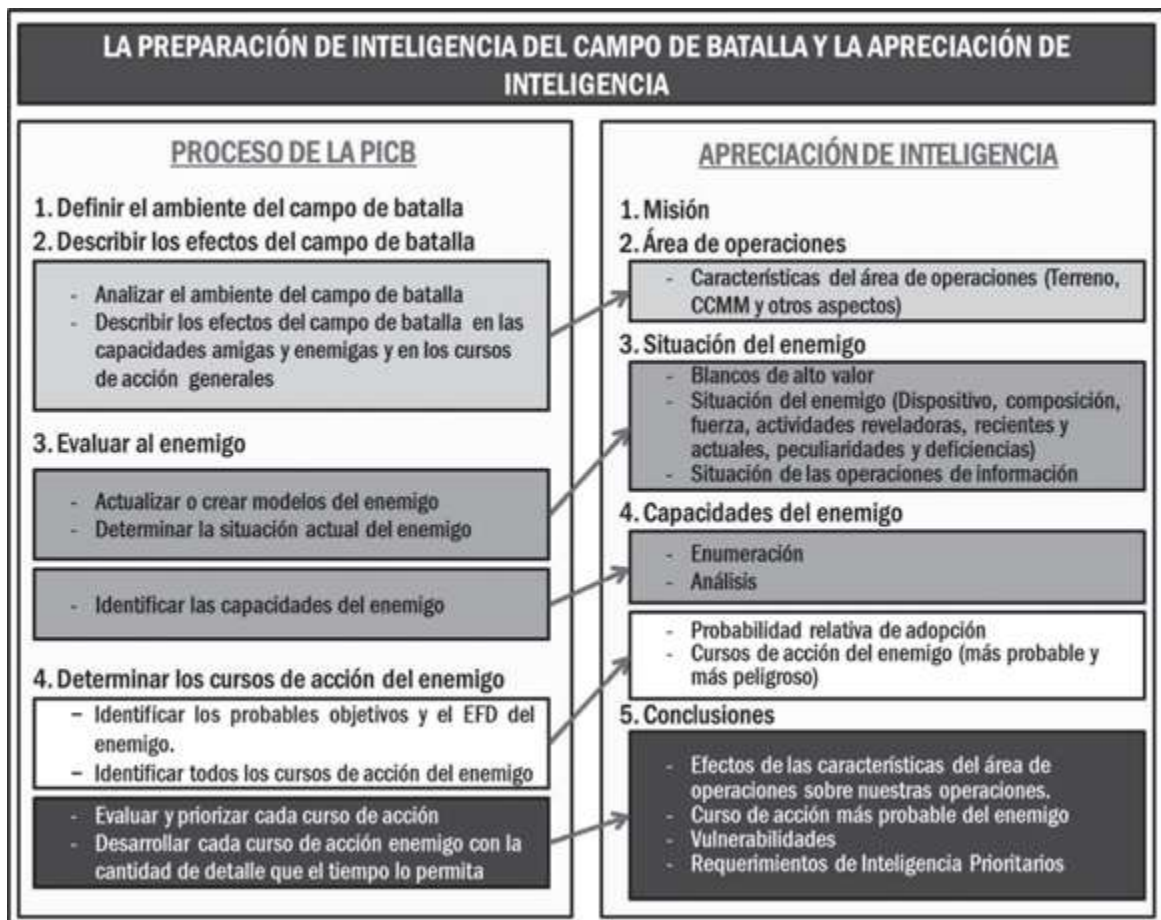 LA PREPARACIÓN DE INTELIGENCIA DEL CAMPO DE BATALLA Y LA APRECIACIÓN DE
INTELIGENCIA
PROCESO DE LA PICB
1. Definir el ambiente del campo de batalla
2. Describir los efectos del campo de batalla
- Analizar el ambiente del campo de batalla
- Describir los efectos del campo de batalla en las
capacidades amigas y enemigas y en los cursos
de acción generales
3. Evaluar al enemigo
- Actualizar o crear modelos del enemigo
- Determinar la situación actual del enemigo
- Identificar las capacidades del enemigo
4. Determinar los cursos de acción del enemigo
– Identificar los probables objetivos y el EFD del
enemigo.
– Identificar todos los cursos de acción del enemigo
- Evaluar y priorizar cada curso de acción
- Desarrollar cada curso de acción enemigo con la
cantidad de detalle que el tiempo lo permita
APRECIACIÓN DE INTELIGENCIA
1. Misión
2. Área de operaciones
- Características del área de operaciones (Terreno,
CCMM y otros aspectos)
3. Situación del enemigo
- Blancos de alto valor
- Situación del enemigo (Dispositivo, composición,
fuerza, actividades reveladoras, recientes y
actuales, peculiaridades y deficiencias)
- Situación de las operaciones de información
4. Capacidades del enemigo
- Enumeración
- Análisis
- Probabilidad relativa de adopción
- Cursos de acción del enemigo (más probable y
más peligroso)
5. Conclusiones
- Efectos de las características del área de
operaciones sobre nuestras operaciones.
- Curso de acción más probable del enemigo
- Vulnerabilidades
- Requerimientos de Inteligencia Prioritarios